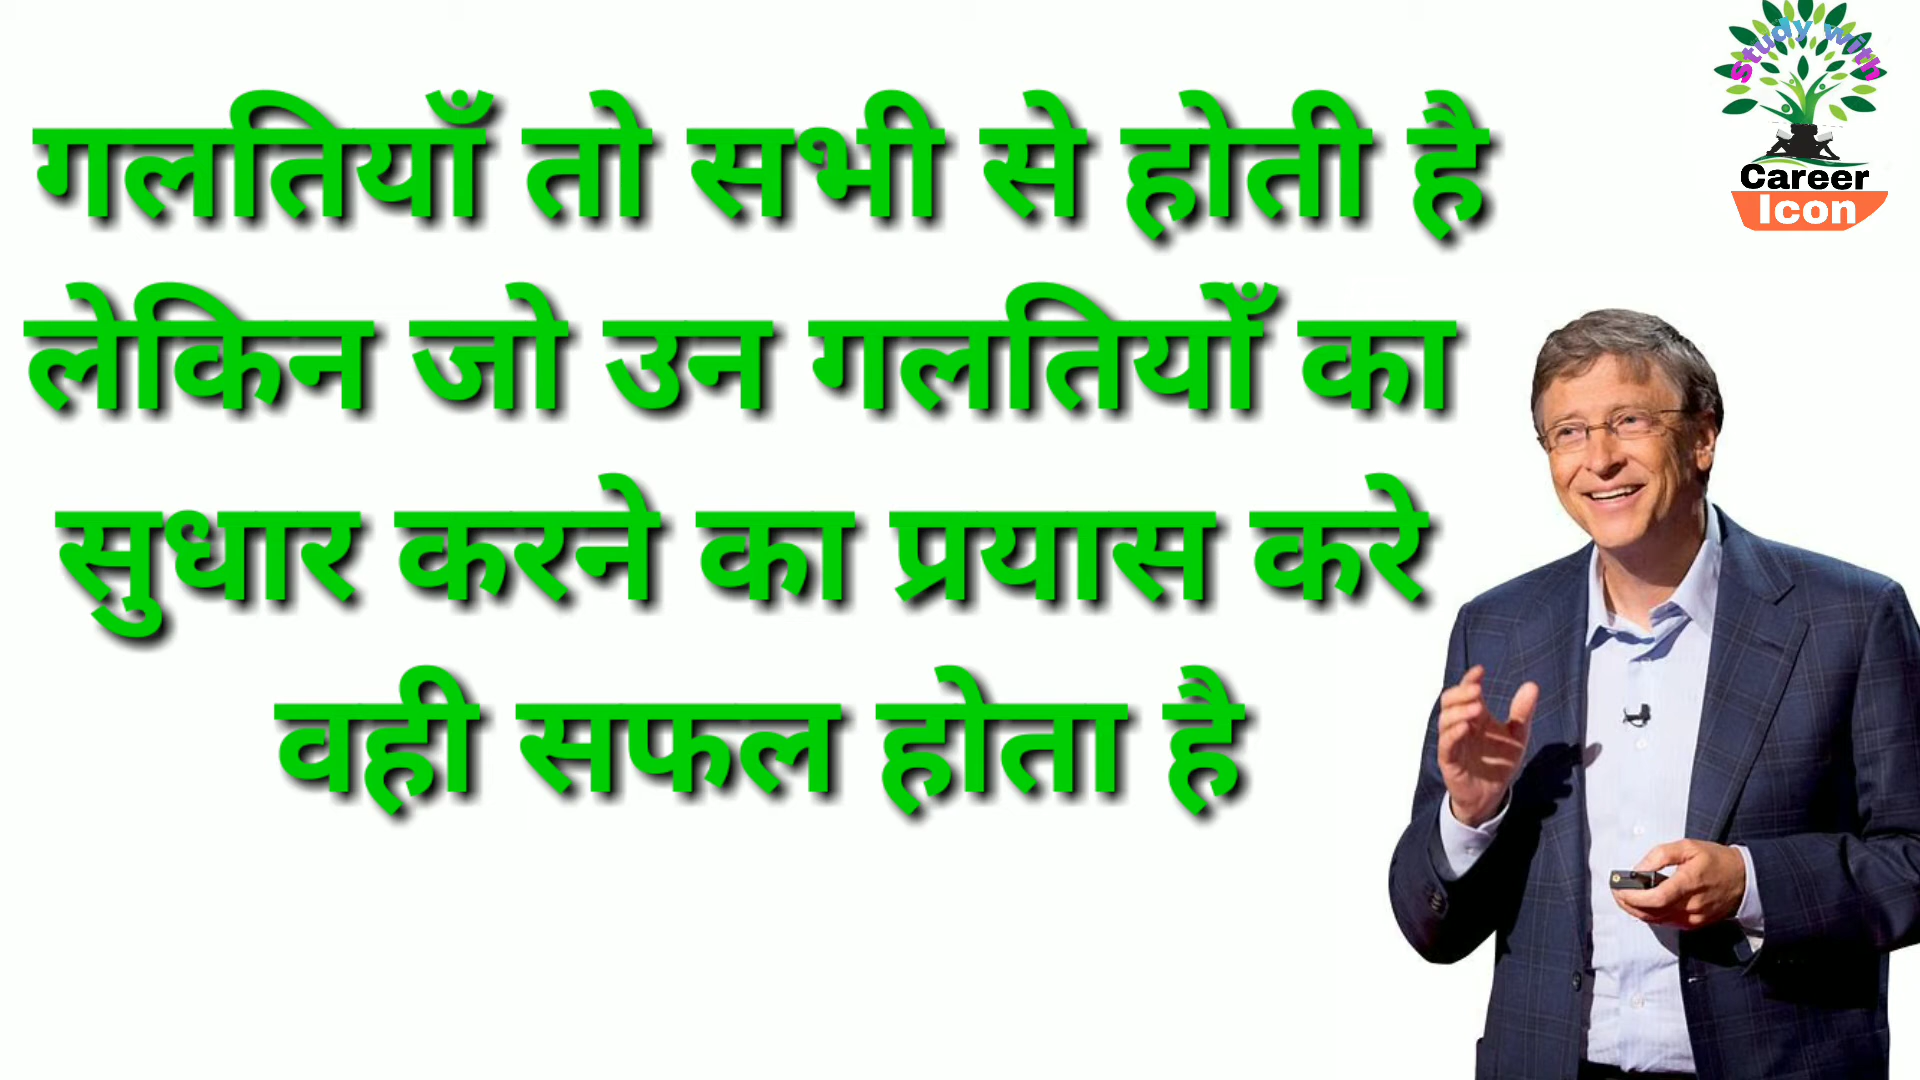 Study with
Career
Icon
गलतियाँ तो सभी से होती है
लेकिन जो उन गलतियोँ का
सुधार करने का प्रयास करे
वही सफल होता है